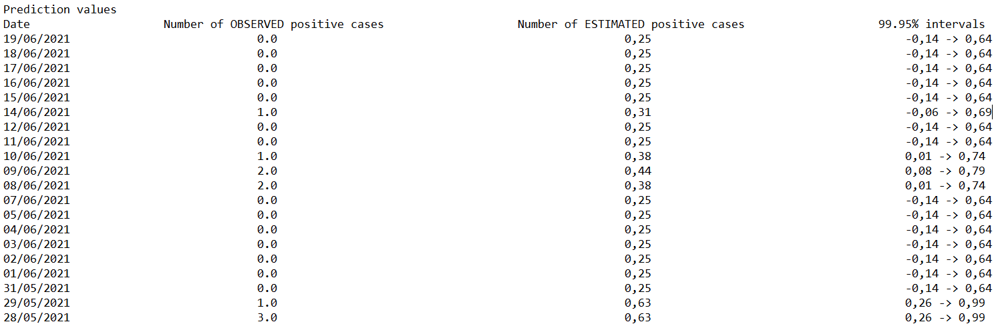 Prediction values
Date Number of OBSERVED positive cases Number of ESTIMATED positive cases 99.95% intervals
19/06/2021 0.0 0,25 -0,14 -> 0,64
18/06/2021 0.0 0,25 -0,14 -> 0,64
17/06/2021 0.0 0,25 -0,14 -> 0,64
16/06/2021 0.0 0,25 -0,14 -> 0,64
15/06/2021 0.0 0,25 -0,14 -> 0,64
14/06/2021 1.0 0,31 -0,06 -> 0,69
12/06/2021 0.0 0,25 -0,14 -> 0,64
11/06/2021 0.0 0,25 -0,14 -> 0,64
10/06/2021 1.0 0,38 0,01 -> 0,74
09/06/2021 2.0 0,44 0,08 -> 0,79
08/06/2021 2.0 0,38 0,01 -> 0,74
07/06/2021 0.0 0,25 -0,14 -> 0,64
05/06/2021 0.0 0,25 -0,14 -> 0,64
04/06/2021 0.0 0,25 -0,14 -> 0,64
03/06/2021 0.0 0,25 -0,14 -> 0,64
02/06/2021 0.0 0,25 -0,14 -> 0,64
01/06/2021 0.0 0,25 -0,14 -> 0,64
31/05/2021 0.0 0,25 -0,14 -> 0,64
29/05/2021 1.0 0,63 0,26 -> 0,99
28/05/2021 3.0 0,63 0,26 -> 0,99